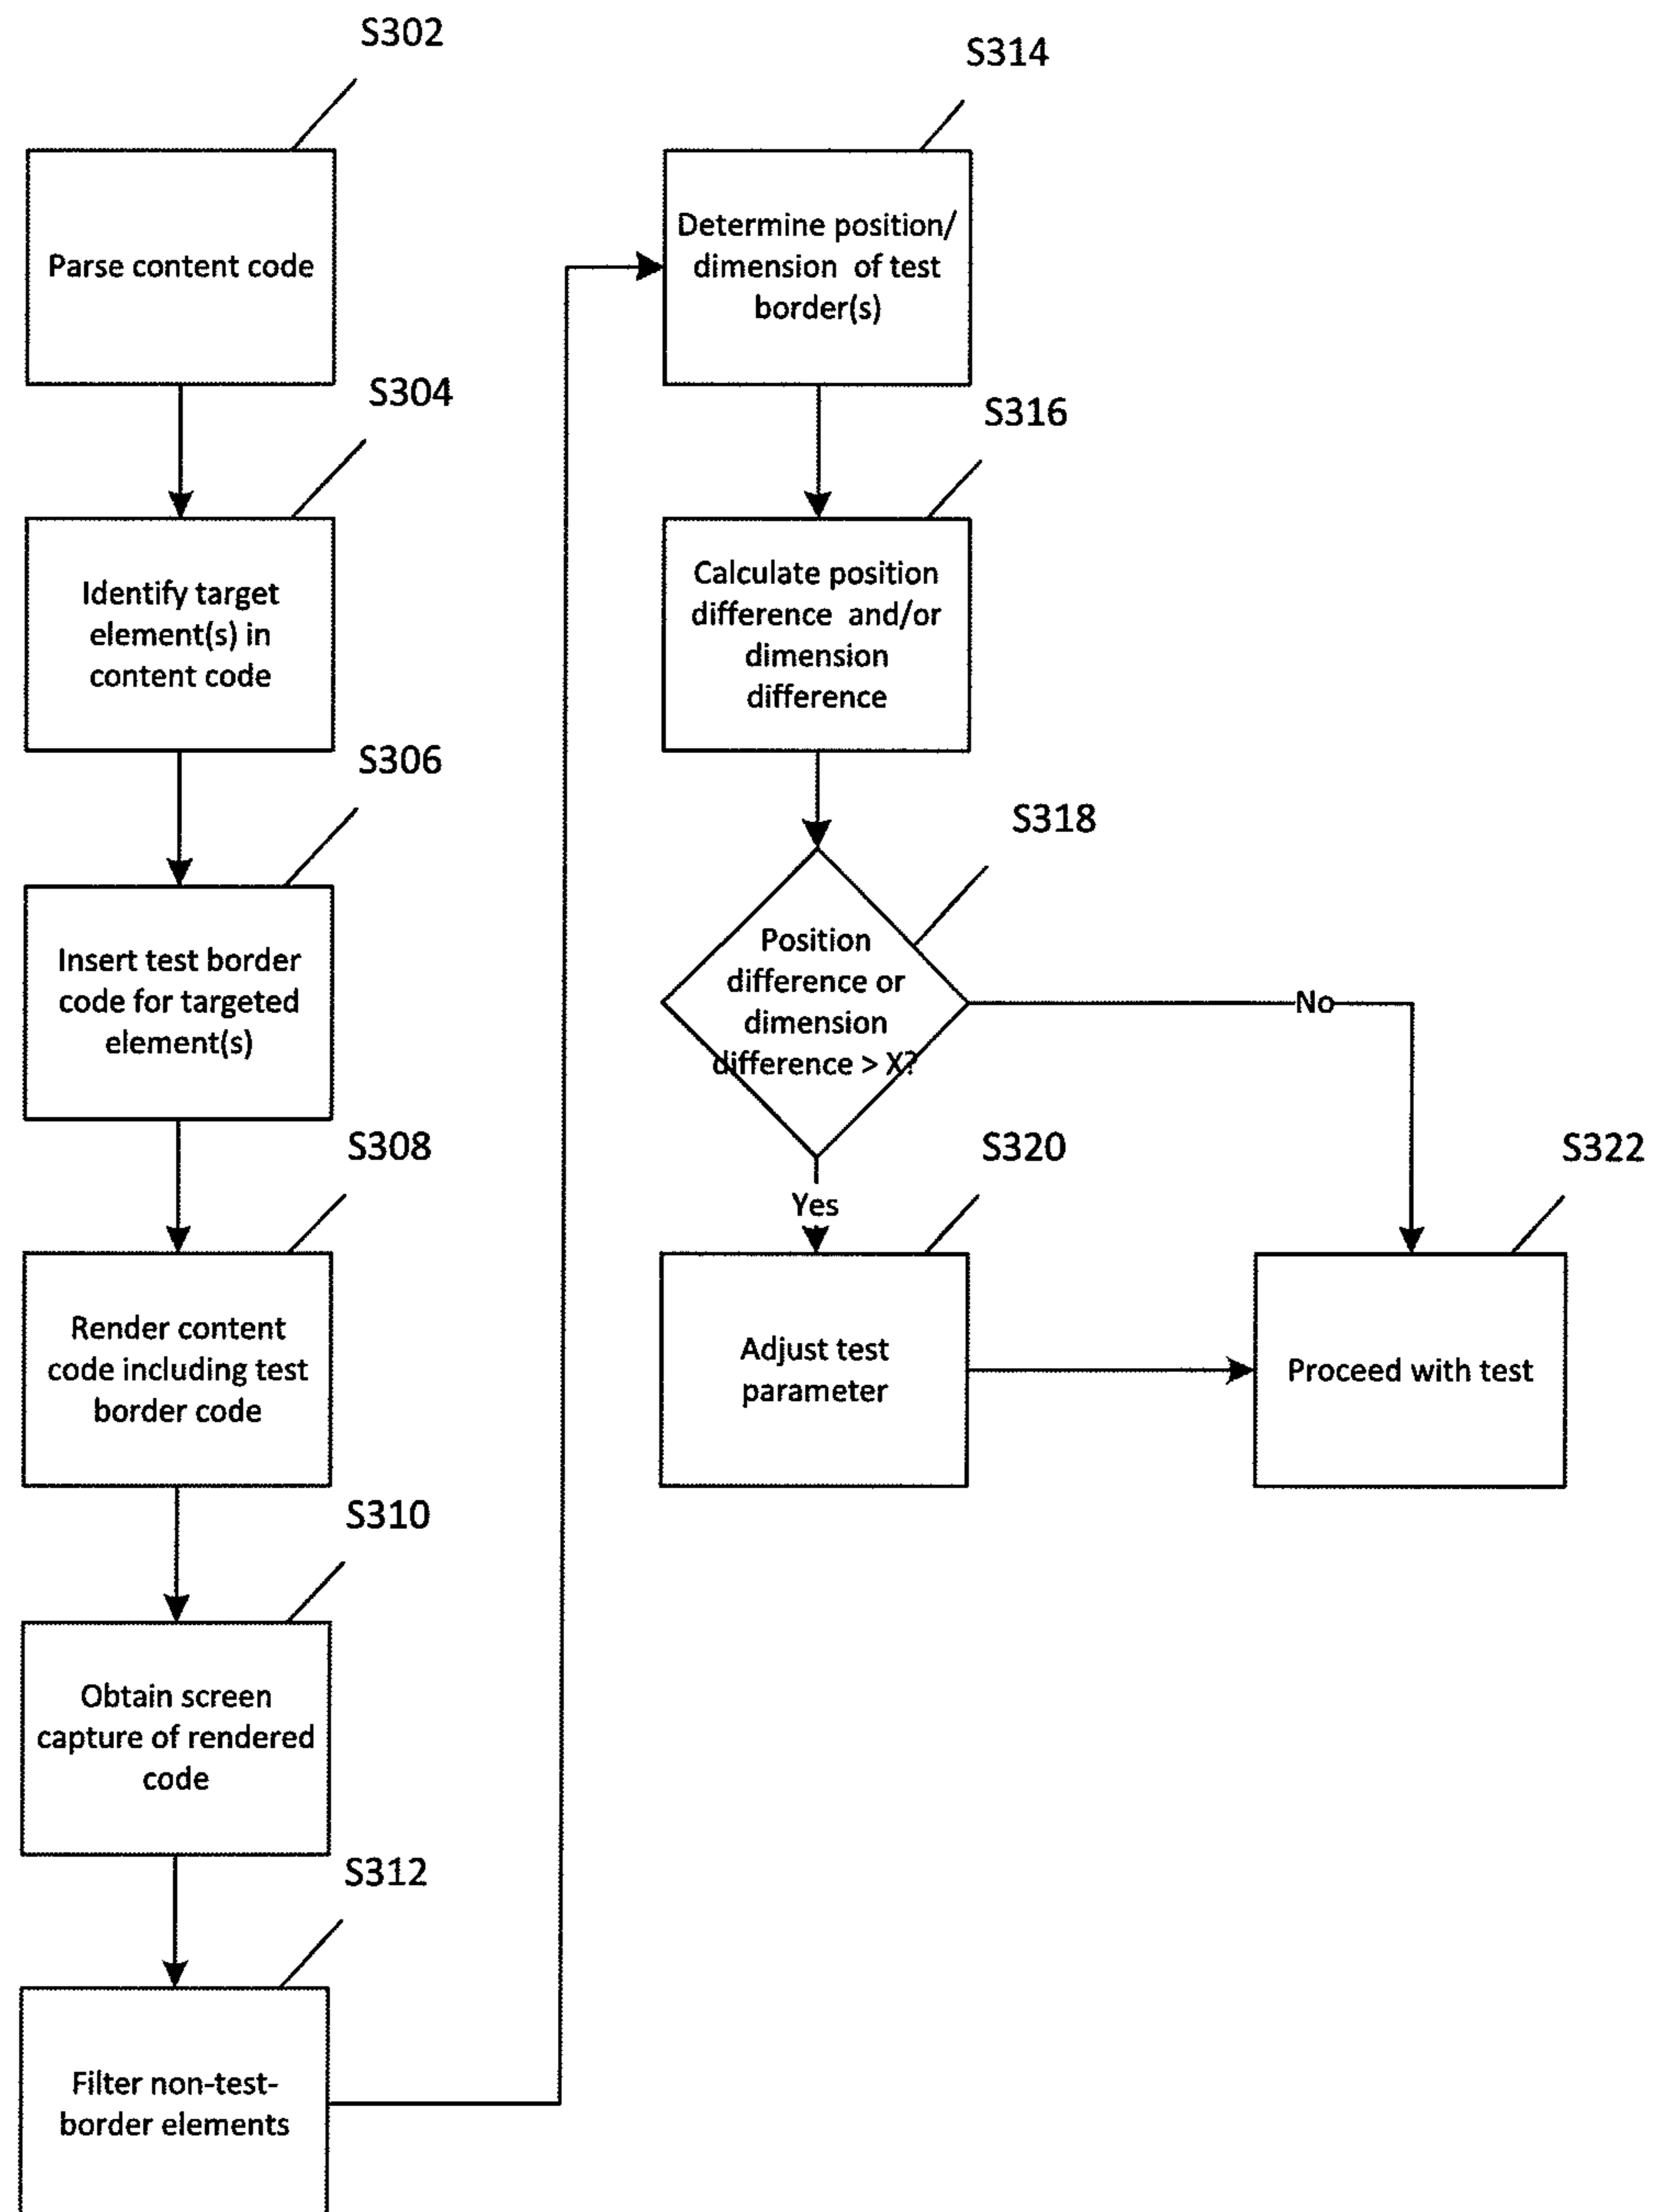 S302
Parse content code
S304
Identify target
element(s) in
content code
S306
Insert test border
code for targeted
element(s)
S308
Render content
code including test
border code
S310
Obtain screen
capture of rendered
code
S312
Filter non-test-
border elements
S314
Determine position/
dimension of test
border(s)
S316
Calculate position
difference and/or
dimension
difference
S318
Position
difference or
dimension
difference > X?
No
Yes
S320
Adjust test
parameter
S322
Proceed with test